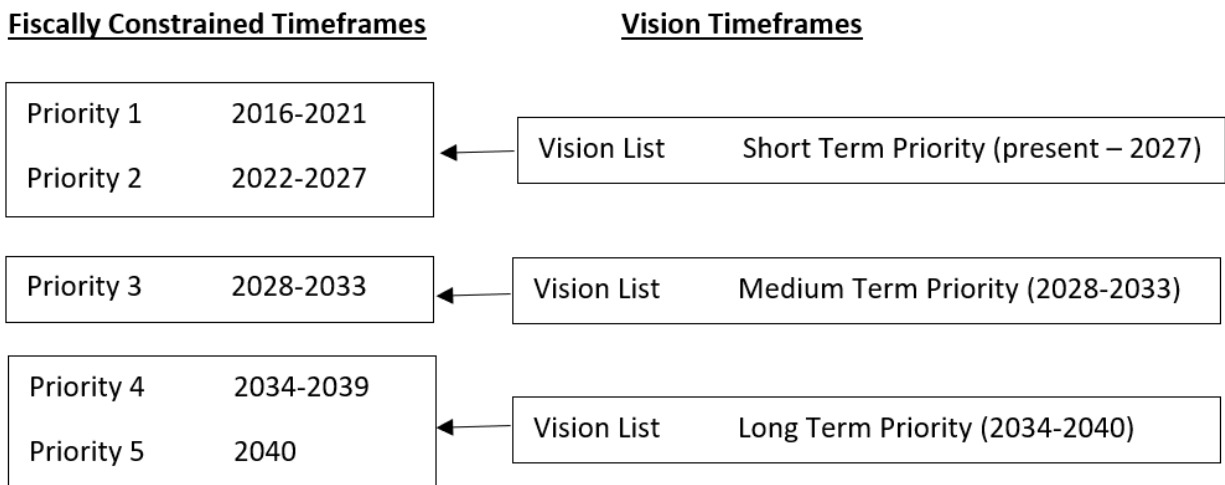 Fiscally Constrained Timeframes Vision Timeframes
Priority 1 2016-2021
Priority 2 2022-2027
Vision List Short Term Priority (present – 2027)
Priority 3 2028-2033
Vision List Medium Term Priority (2028-2033)
Priority 4 2034-2039
Priority 5 2040
Vision List Long Term Priority (2034-2040)